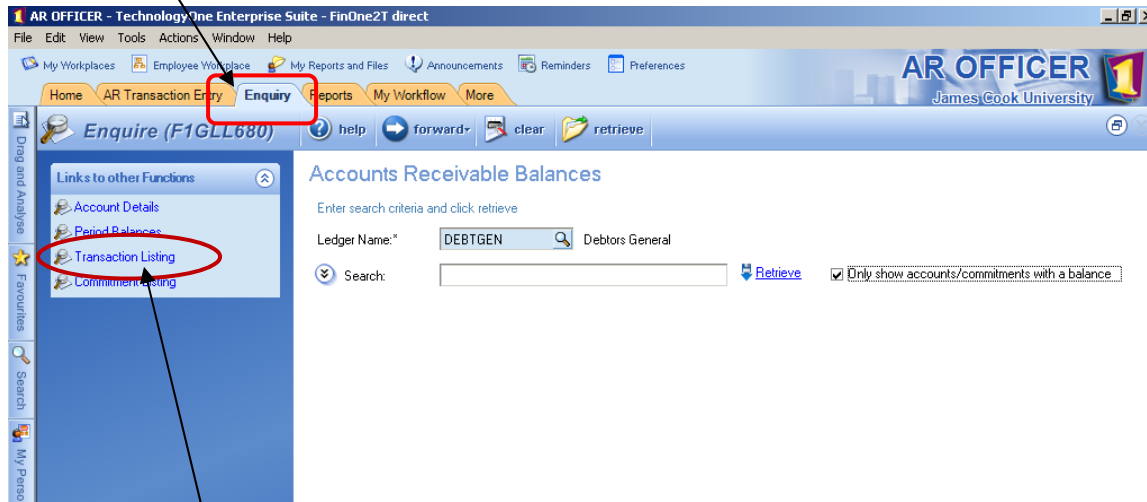 AR OFFICER - TechnologyOne Enterprise Suite - FinOne2T direct
File Edit View Tools Actions Window Help
My Workplaces Employee Workplace My Reports and Files Announcements Reminders Preferences
AR OFFICER
James Cook University
Home AR Transaction Entry Enquiry Reports My Workflow More
Enquire (F1GLL680) help forward clear retrieve
Drag and Analyse
Favourites
Search
My Perso
Links to other Functions
Account Details
Period Balances
Transaction Listing
Commitment Listing
Accounts Receivable Balances
Enter search criteria and click retrieve
Ledger Name:* DEBTGEN Debtors General
Search: Retrieve Only show accounts/commitments with a balance